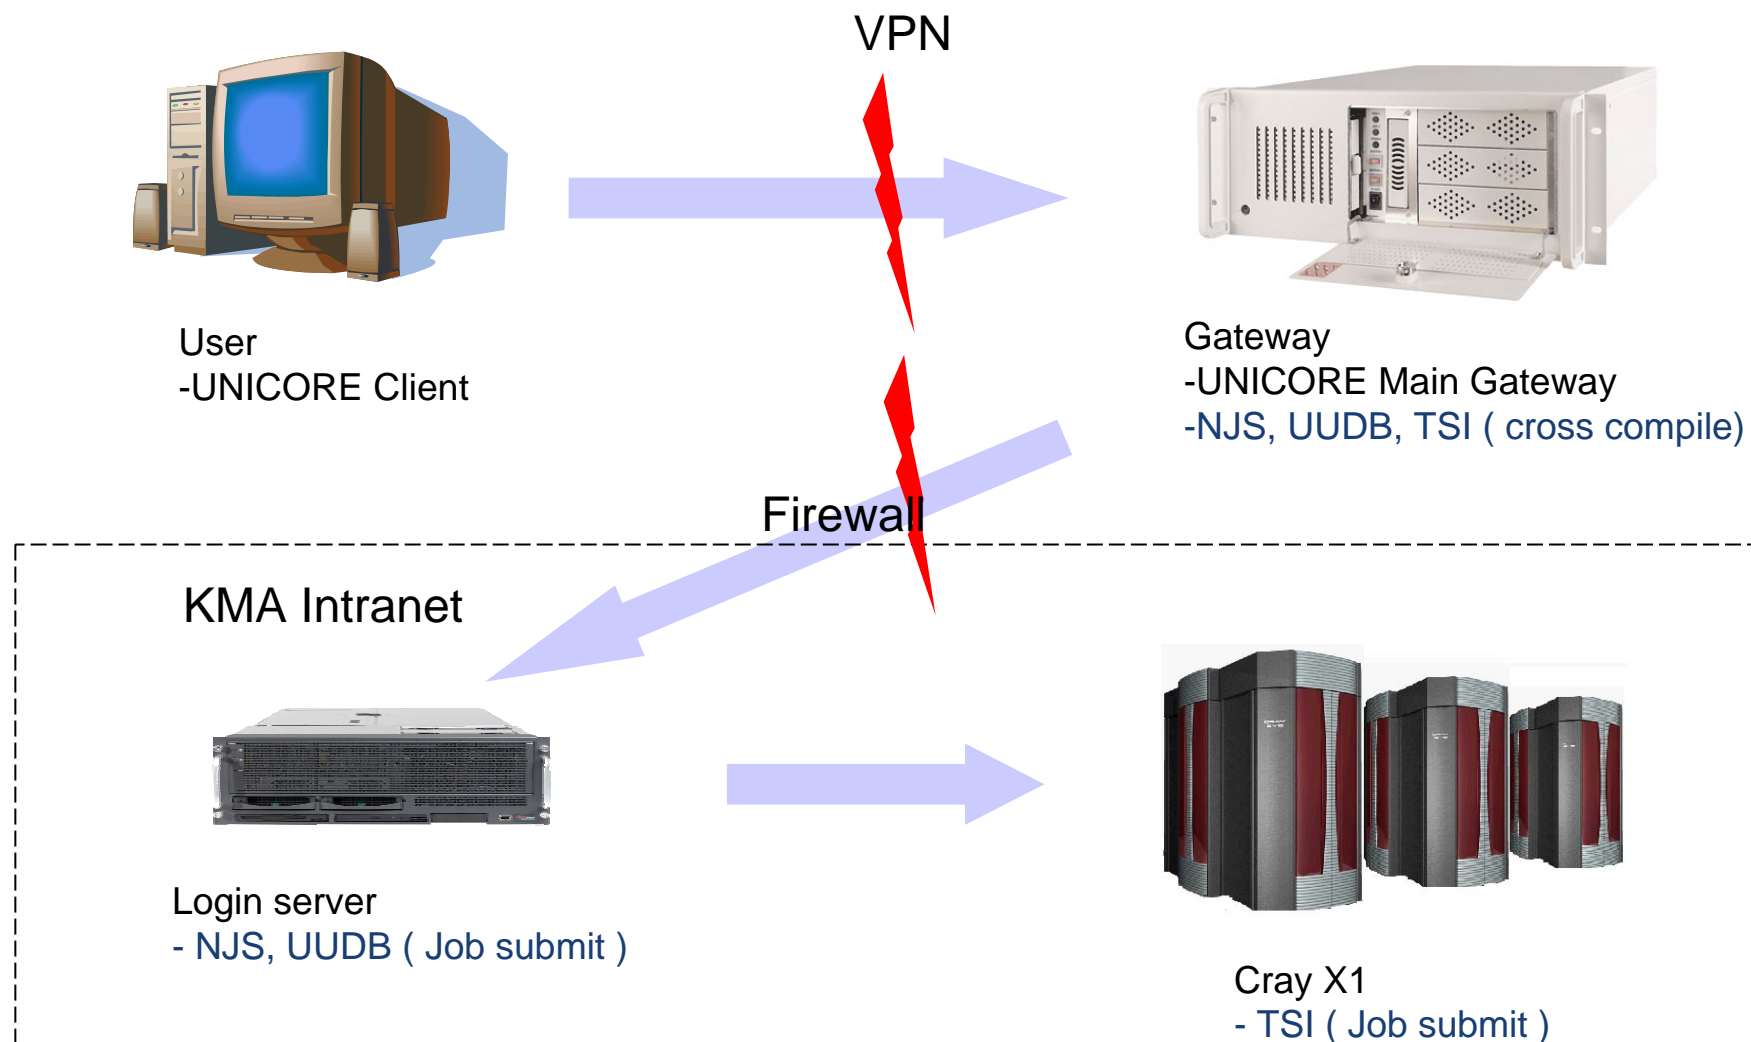 VPN
User
-UNICORE Client
Gateway
-UNICORE Main Gateway
-NJS, UUDB, TSI ( cross compile)
Firewall
KMA Intranet
Login server
- NJS, UUDB ( Job submit )
Cray X1
- TSI ( Job submit )